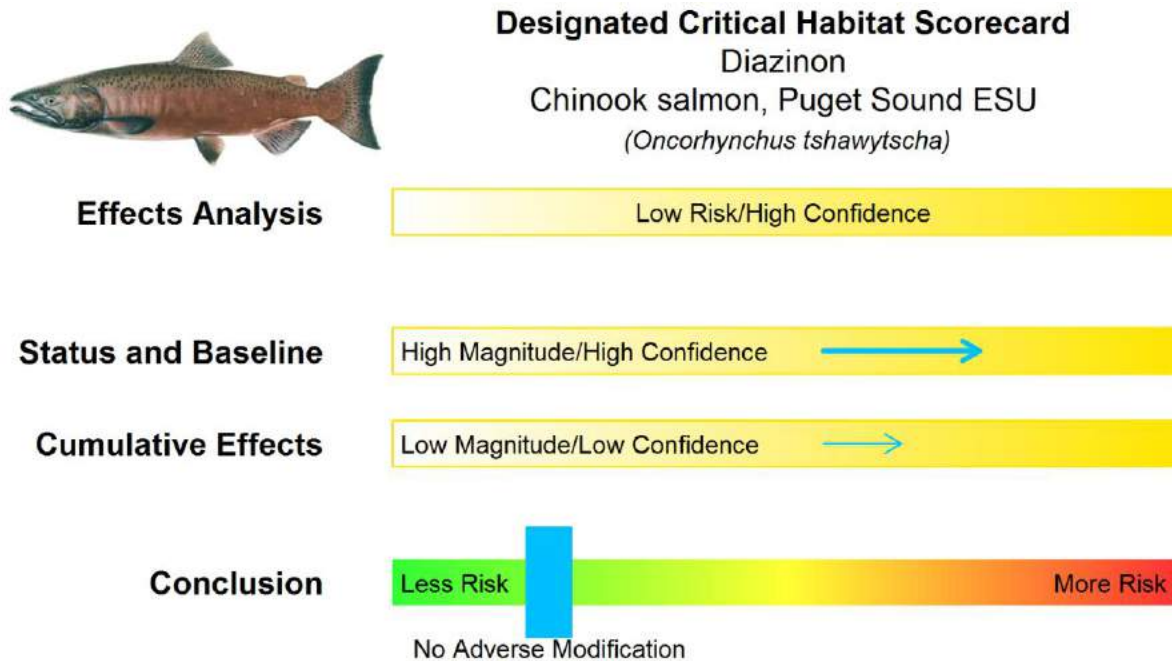 Designated Critical Habitat Scorecard
Diazinon
Chinook salmon, Puget Sound ESU
(Oncorhynchus tshawytscha)
Effects Analysis
Low Risk/High Confidence
Status and Baseline
High Magnitude/High Confidence
Cumulative Effects
Low Magnitude/Low Confidence
Conclusion
Less Risk
More Risk
No Adverse Modification